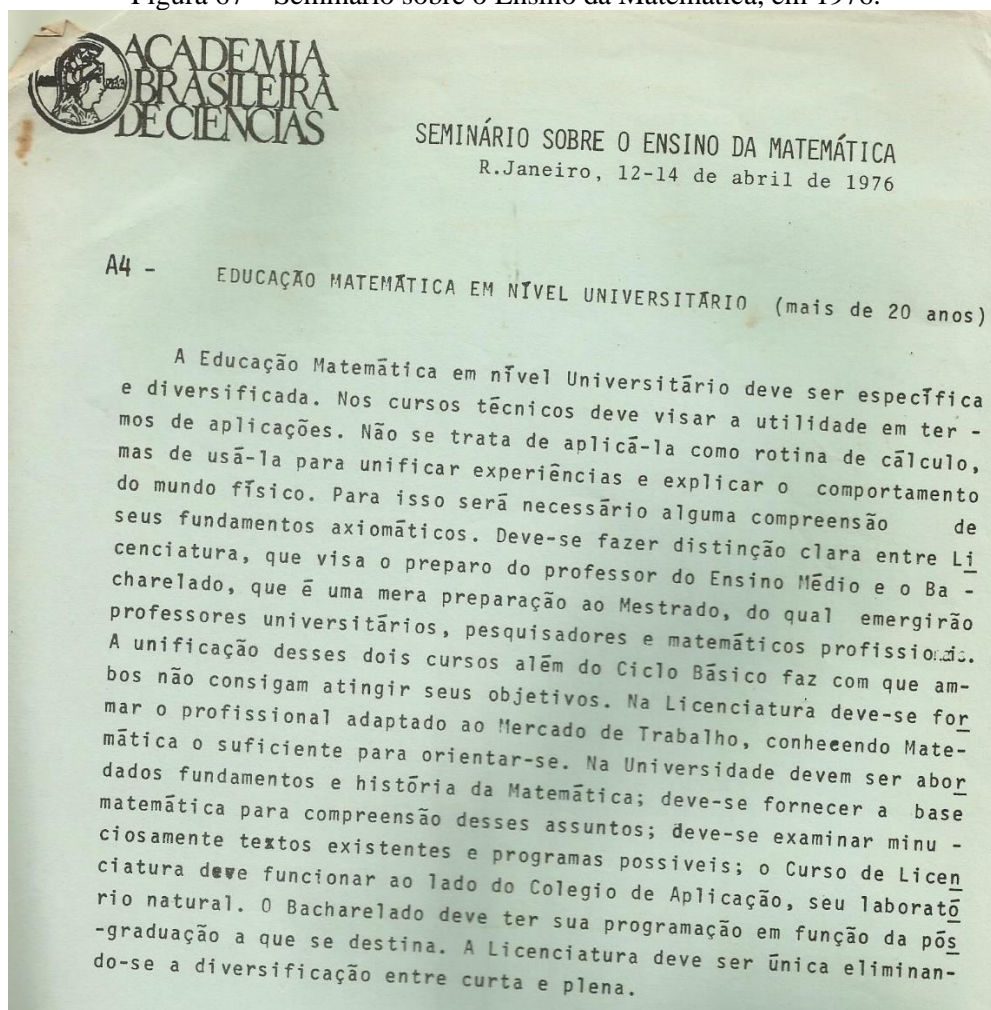 Figura 67 – Seminário sobre o Ensino da Matemática, em 1976.
ACADEMIA
BRASILEIRA
DE CIENCIAS
SEMINÁRIO SOBRE O ENSINO DA MATEMÁTICA
R.Janeiro, 12-14 de abril de 1976
A4 - EDUCAÇÃO MATEMÁTICA EM NÍVEL UNIVERSITÁRIO (mais de 20 anos)
A Educação Matemática em nível Universitário deve ser específica
e diversificada. Nos cursos técnicos deve visar a utilidade em ter -
mos de aplicações. Não se trata de aplicá-la como rotina de cálculo,
mas de usá-la para unificar experiências e explicar o comportamento
do mundo físico. Para isso será necessário alguma compreensão de
seus fundamentos axiomáticos. Deve-se fazer distinção clara entre Li
cenciatura, que visa o preparo do professor do Ensino Médio e o Ba -
charelado, que é uma mera preparação ao Mestrado, do qual emergirão
professores universitários, pesquisadores e matemáticos profissionais.
A unificação desses dois cursos além do Ciclo Básico faz com que am-
bos não consigam atingir seus objetivos. Na Licenciatura deve-se for
mar o profissional adaptado ao Mercado de Trabalho, conhecendo Mate-
mática o suficiente para orientar-se. Na Universidade devem ser abor
dados fundamentos e história da Matemática; deve-se fornecer a base
matemática para compreensão desses assuntos; deve-se examinar minu -
ciosamente textos existentes e programas possiveis; o Curso de Licen
ciatura deve funcionar ao lado do Colegio de Aplicação, seu laborató
rio natural. O Bacharelado deve ter sua programação em função da pós
-graduação a que se destina. A Licenciatura deve ser única eliminan-
do-se a diversificação entre curta e plena.